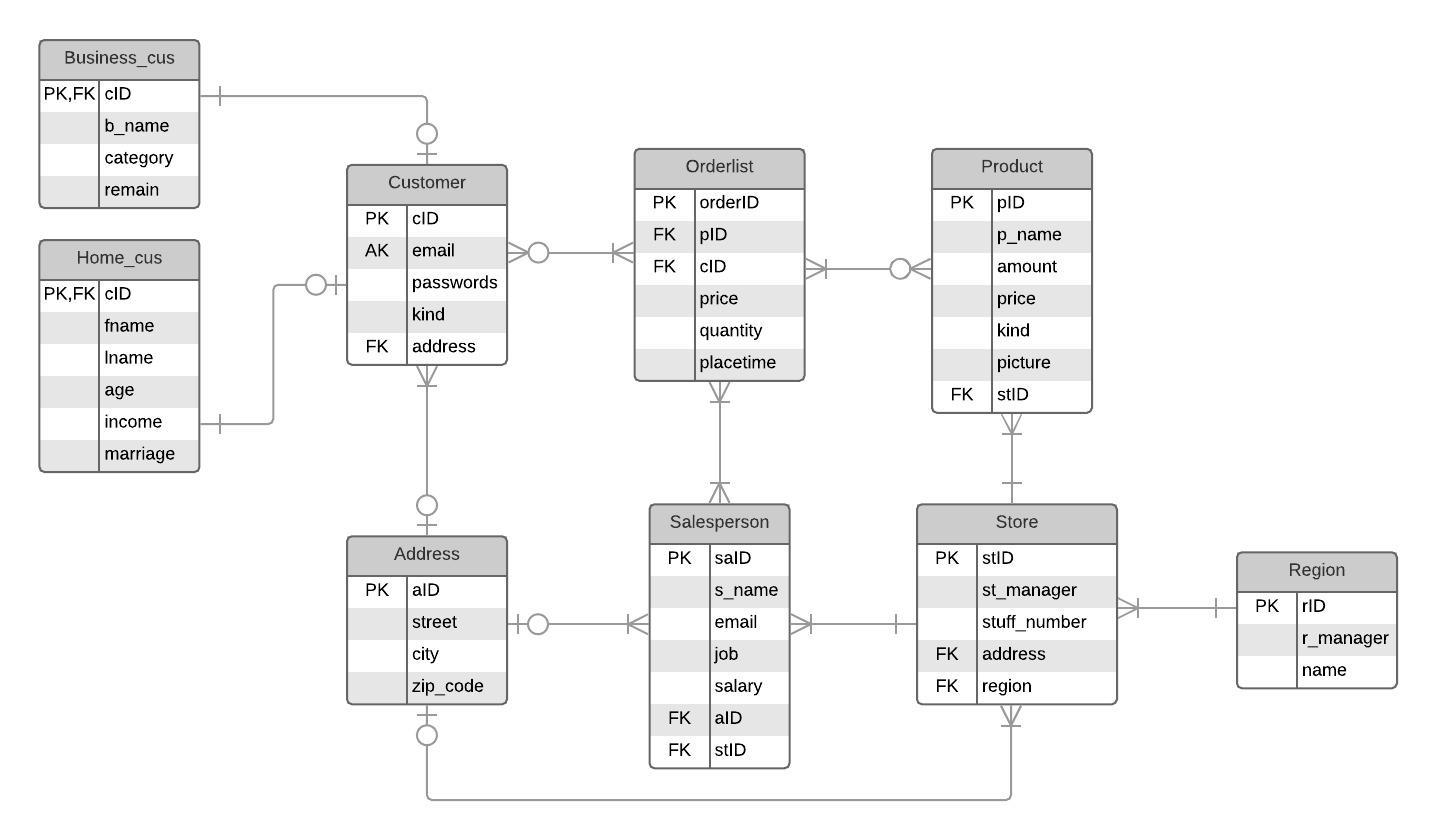 Business_cus
PK,FK cID
b_name
category
remain
Home_cus
PK,FK cID
fname
lname
age
income
marriage
Customer
PK cID
AK email
passwords
kind
FK address
Orderlist
PK orderID
FK pID
FK cID
price
quantity
placetime
Product
PK pID
p_name
amount
price
kind
picture
FK stID
Address
PK aID
street
city
zip_code
Salesperson
PK saID
s_name
email
job
salary
FK aID
FK stID
Store
PK stID
st_manager
stuff_number
FK address
FK region
Region
PK rID
r_manager
name